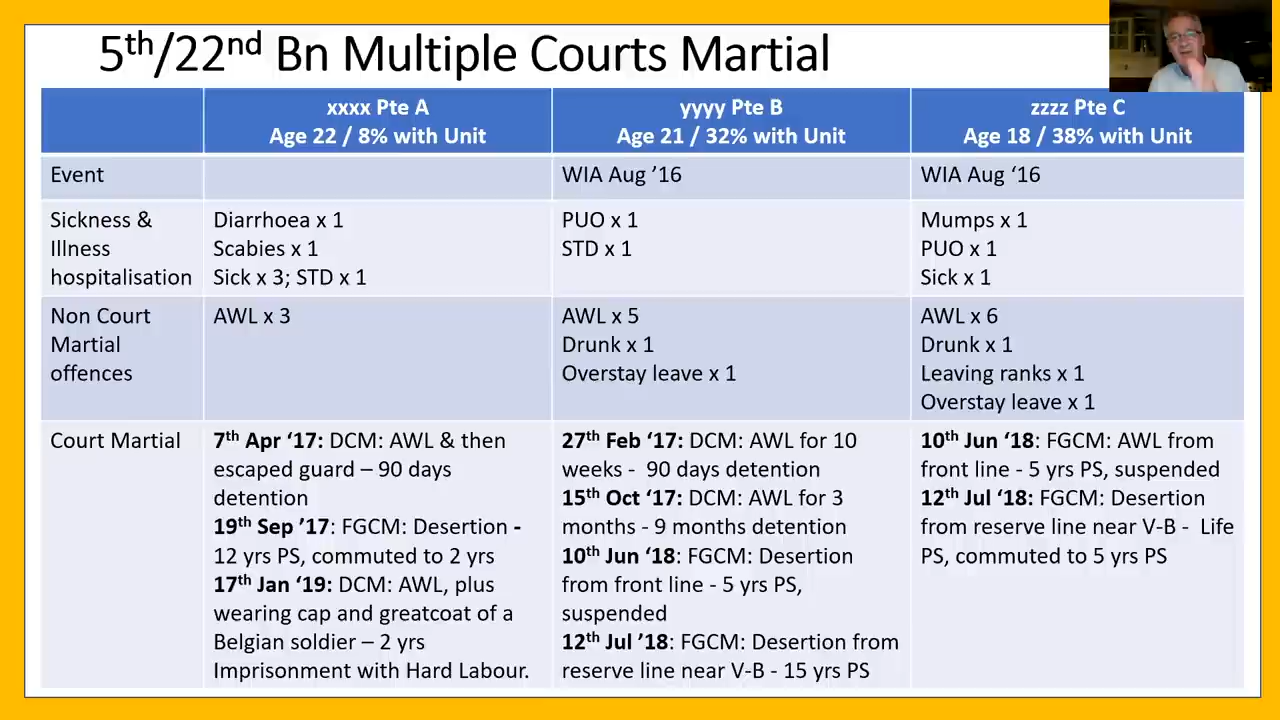 5th/22nd Bn Multiple Courts Martial
xxxx Pte A
Age 22 / 8% with Unit
yyyy Pte B
Age 21 / 32% with Unit
zzzz Pte C
Age 18 / 38% with Unit
Event
WIA Aug ’16
WIA Aug ‘16
Sickness &
Illness
hospitalisation
Diarrhoea x 1
Scabies x 1
Sick x 3; STD x 1
PUO x 1
STD x 1
Mumps x 1
PUO x 1
Sick x 1
Non Court
Martial
offences
AWL x 3
AWL x 5
Drunk x 1
Overstay leave x 1
AWL x 6
Drunk x 1
Leaving ranks x 1
Overstay leave x 1
Court Martial
7th Apr ‘17: DCM: AWL & then
escaped guard – 90 days
detention
19th Sep ’17: FGCM: Desertion -
12 yrs PS, commuted to 2 yrs
17th Jan ‘19: DCM: AWL, plus
wearing cap and greatcoat of a
Belgian soldier – 2 yrs
Imprisonment with Hard Labour.
27th Feb ‘17: DCM: AWL for 10
weeks - 90 days detention
15th Oct ‘17: DCM: AWL for 3
months - 9 months detention
10th Jun ‘18: FGCM: Desertion
from front line - 5 yrs PS,
suspended
12th Jul ’18: FGCM: Desertion from
reserve line near V-B - 15 yrs PS
10th Jun ‘18: FGCM: AWL from
front line - 5 yrs PS, suspended
12th Jul ‘18: FGCM: Desertion
from reserve line near V-B - Life
PS, commuted to 5 yrs PS